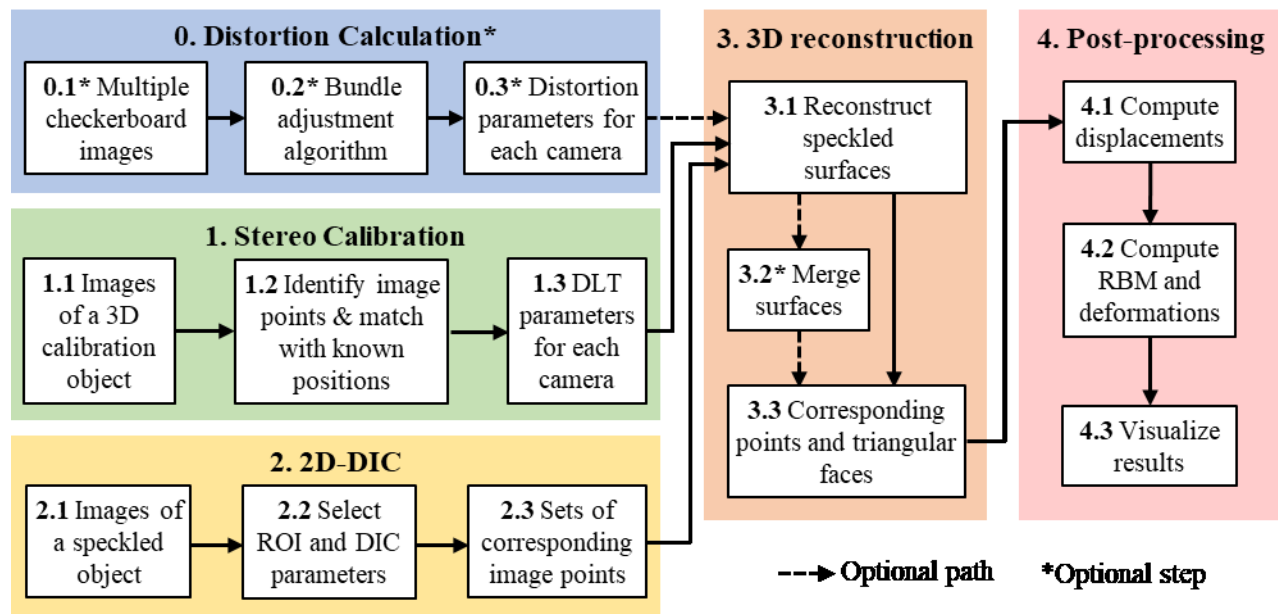 0. Distortion Calculation*
0.1* Multiple
checkerboard
images
0.2* Bundle
adjustment
algorithm
0.3* Distortion
parameters for
each camera
1. Stereo Calibration
1.1 Images
of a 3D
calibration
object
1.2 Identify image
points & match
with known
positions
1.3 DLT
parameters
for each
camera
2. 2D-DIC
2.1 Images of
a speckled
object
2.2 Select
ROI and DIC
parameters
2.3 Sets of
corresponding
image points
3. 3D reconstruction
3.1 Reconstruct
speckled
surfaces
3.2* Merge
surfaces
3.3 Corresponding
points and triangular
faces
4. Post-processing
4.1 Compute
displacements
4.2 Compute
RBM and
deformations
4.3 Visualize
results
Optional path
*Optional step